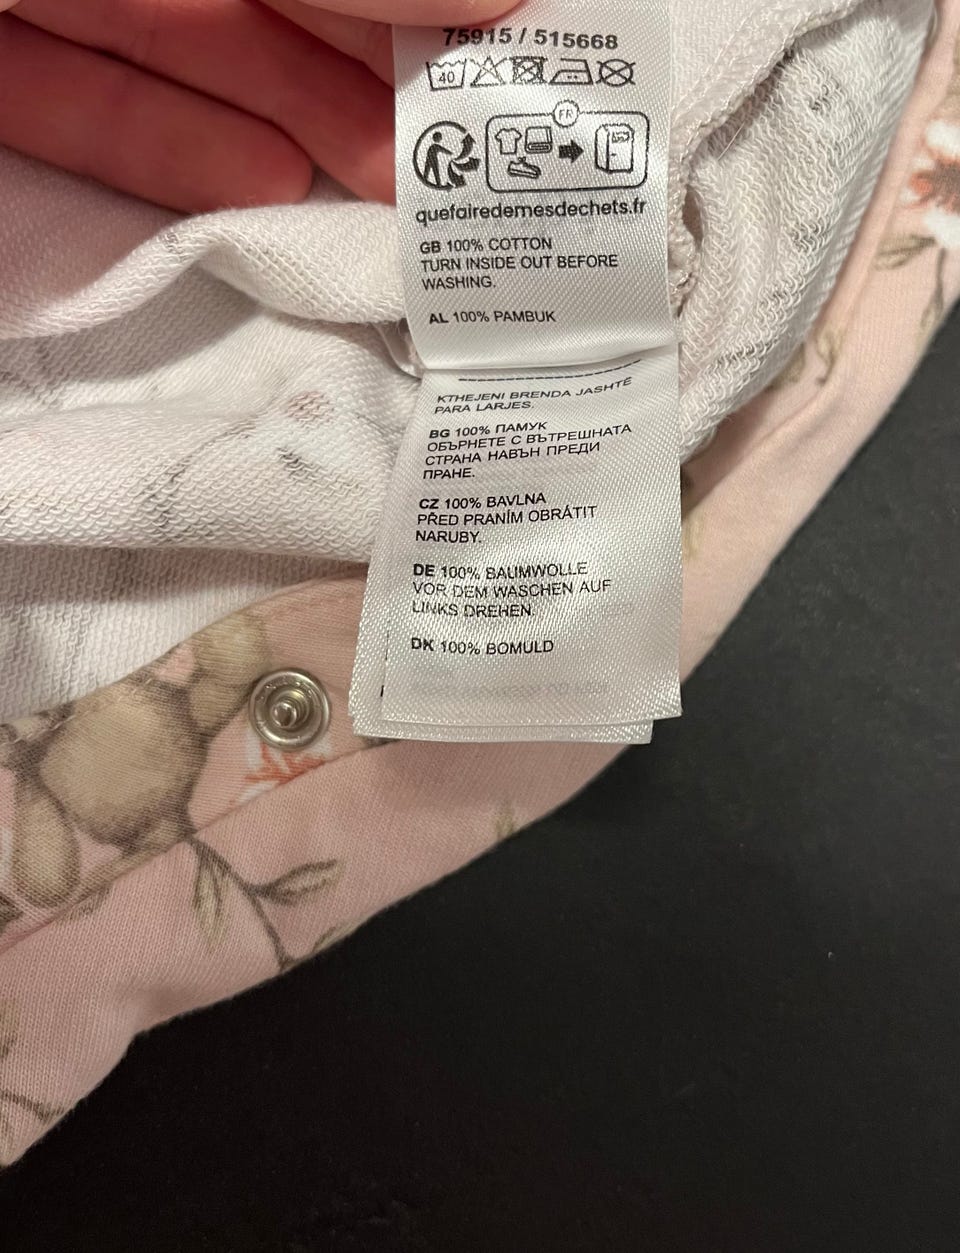 75915 / 515668
40
FR
quefairedemesdechets.fr
GB 100% COTTON
TURN INSIDE OUT BEFORE
WASHING.
AL 100% PAMBUK
KTHEJENI BRENDA JASHTË
PARA LARJES.
BG 100% ПАМУК
ОБЪРНЕТЕ С ВЪТРЕШНАТА
СТРАНА НАВЪН ПРЕДИ
ПРАНЕ.
CZ 100% BAVLNA
PŘED PRANÍM OBRÁTIT
NARUBY.
DE 100% BAUMWOLLE
VOR DEM WASCHEN AUF
LINKS DREHEN.
DK 100% BOMULD